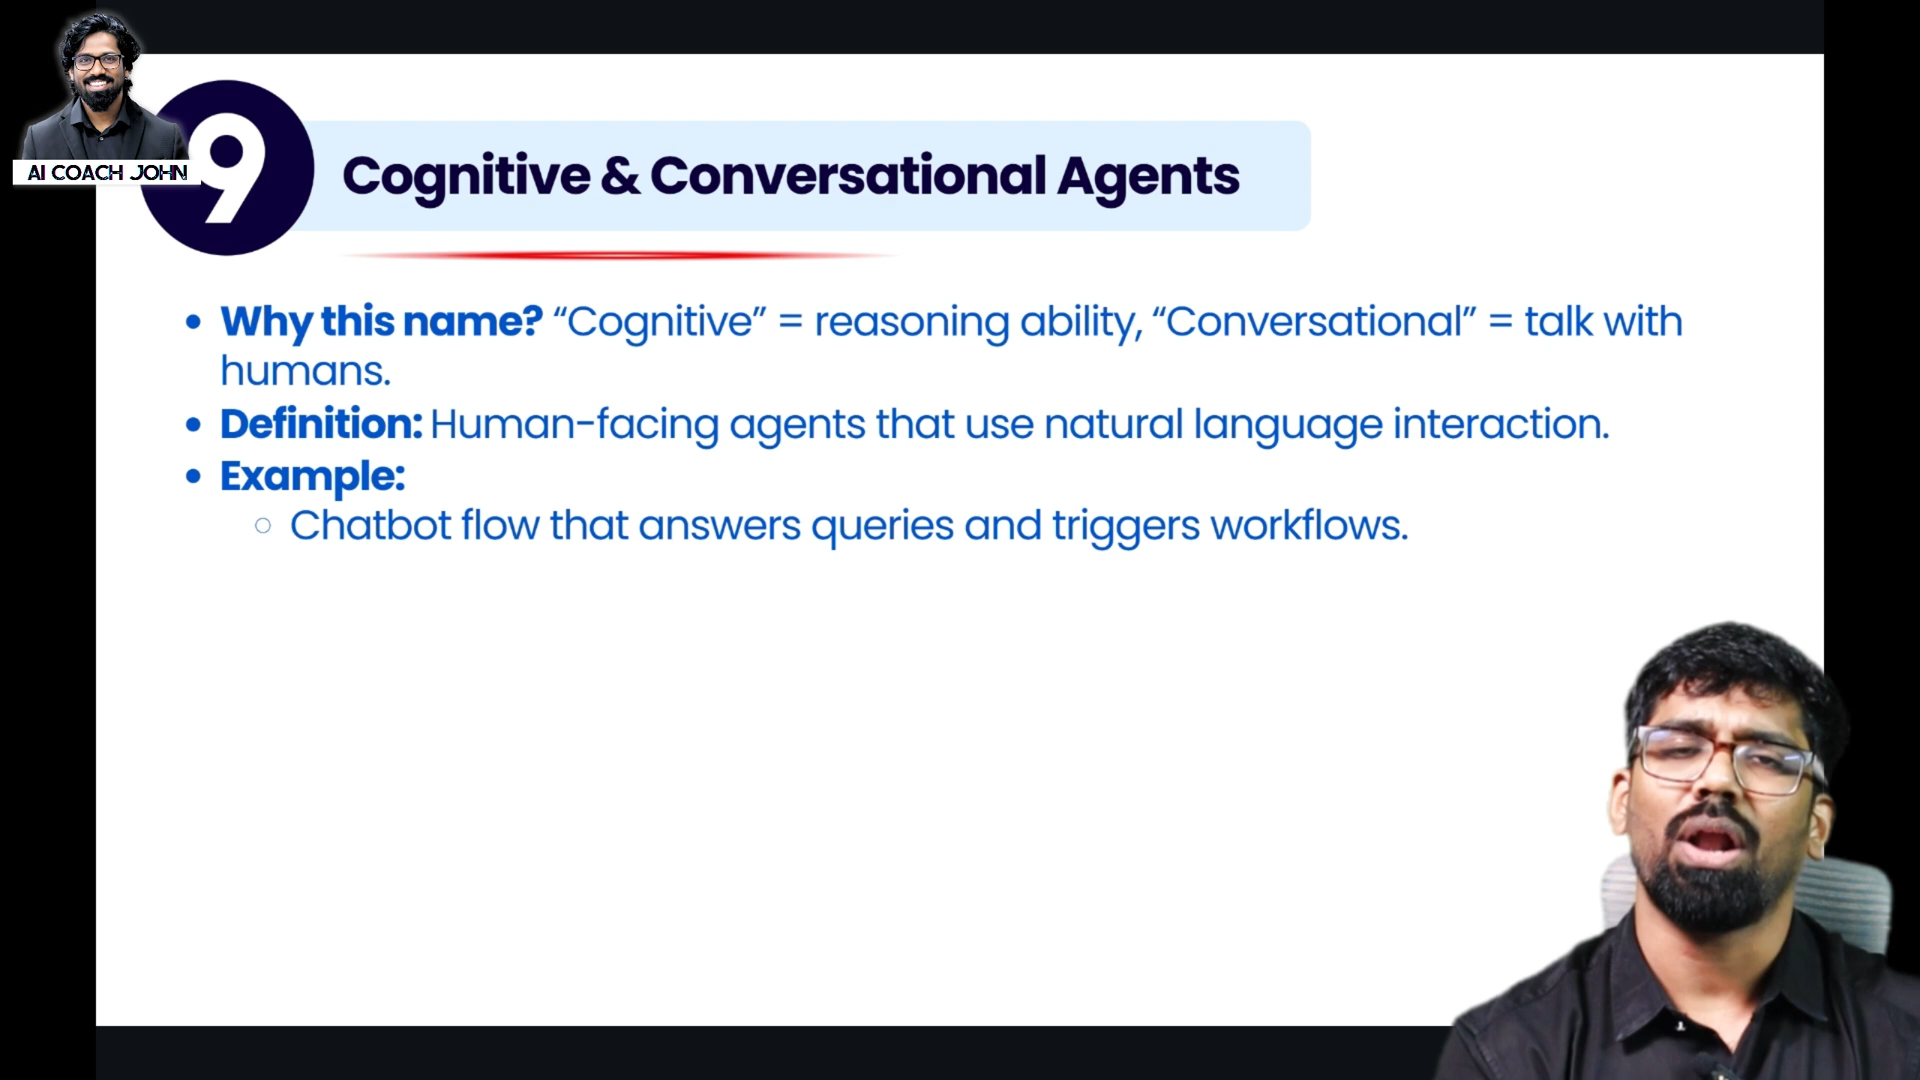 AI COACH JOHN
9
Cognitive & Conversational Agents
• Why this name? “Cognitive” = reasoning ability, “Conversational” = talk with
humans.
• Definition: Human-facing agents that use natural language interaction.
• Example:
○ Chatbot flow that answers queries and triggers workflows.